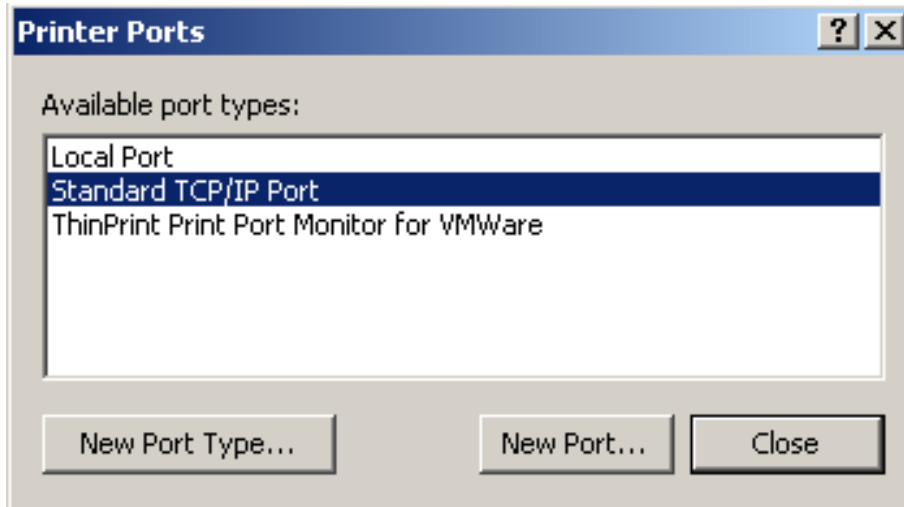 Printer Ports
Available port types:
Local Port
Standard TCP/IP Port
ThinPrint Print Port Monitor for VMWare
New Port Type...
New Port...
Close